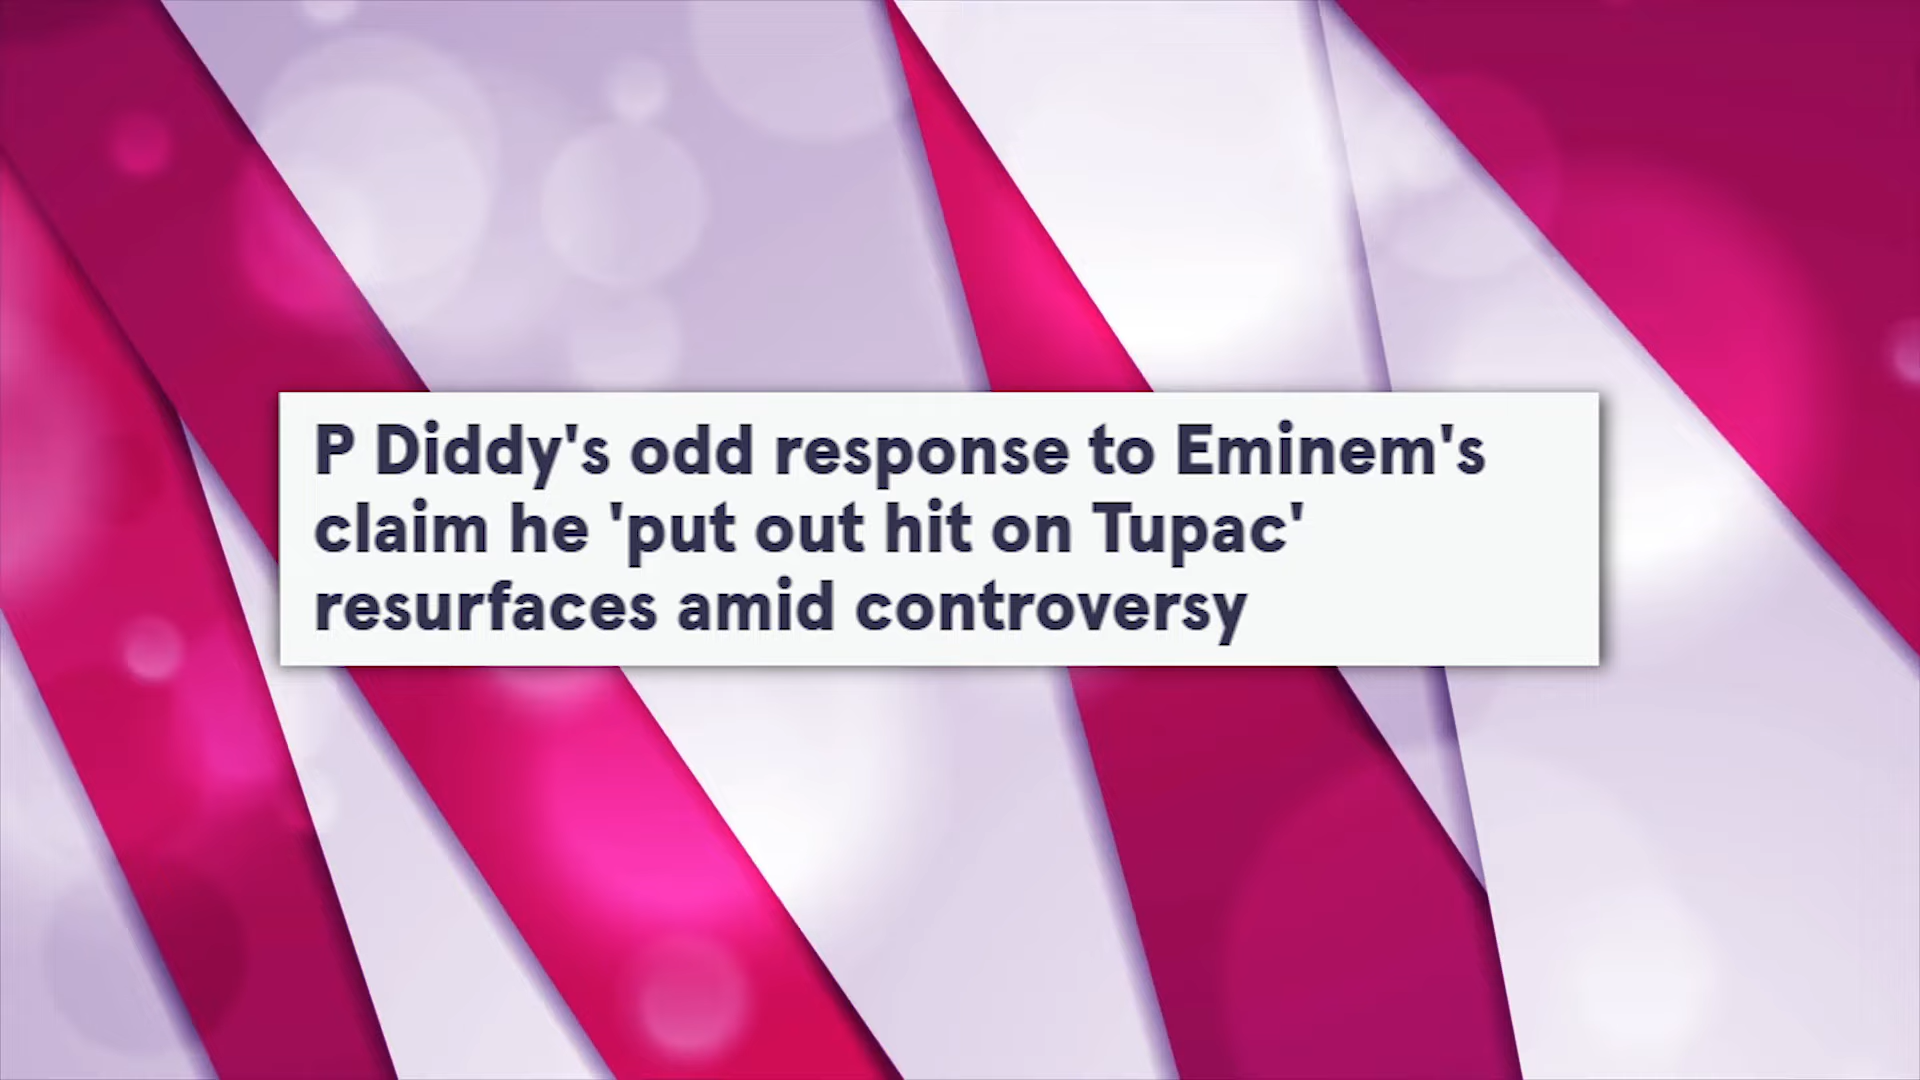 P Diddy's odd response to Eminem's
claim he 'put out hit on Tupac'
resurfaces amid controversy